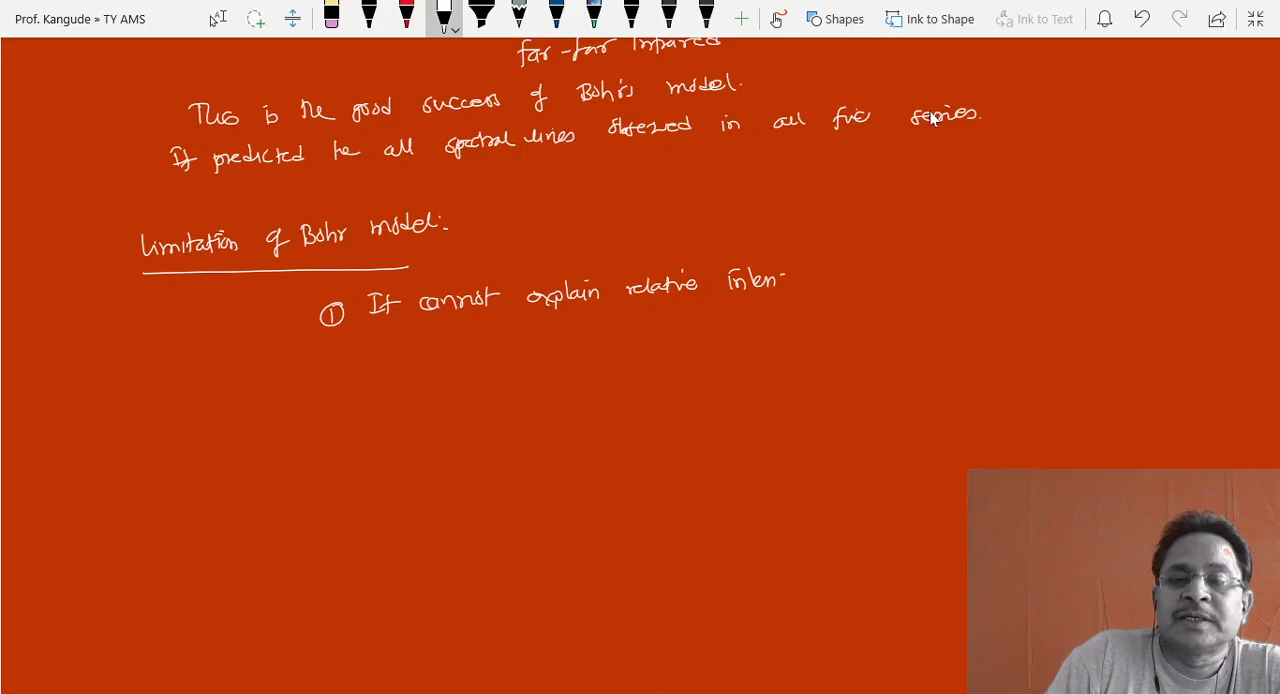 Prof. Kangude » TY AMS
Shapes
Ink to Shape
Ink to Text
far-far Infrared
This is the good success of Bohr's model.
It predicted the all spectral lines observed in all five series.
Limitation of Bohr model:
① It cannot explain relative inten-